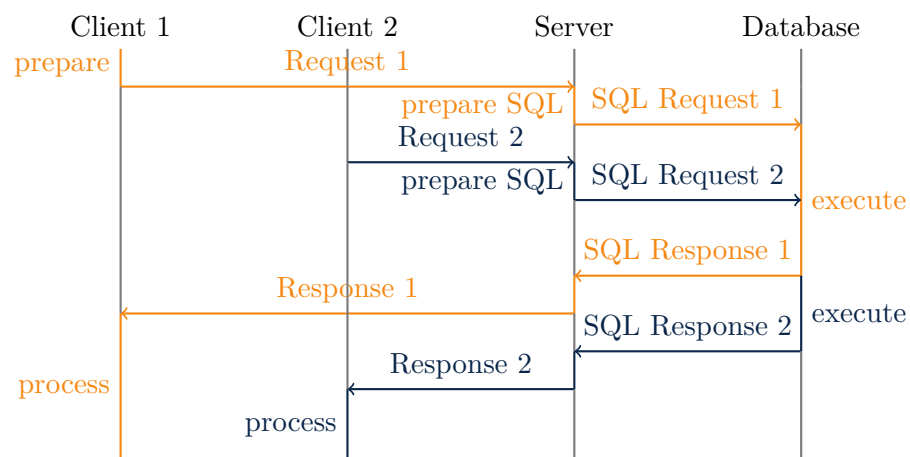 Client 1
Client 2
Server
Database
prepare
Request 1
prepare SQL
SQL Request 1
Request 2
prepare SQL
SQL Request 2
execute
SQL Response 1
Response 1
execute
SQL Response 2
Response 2
process
process